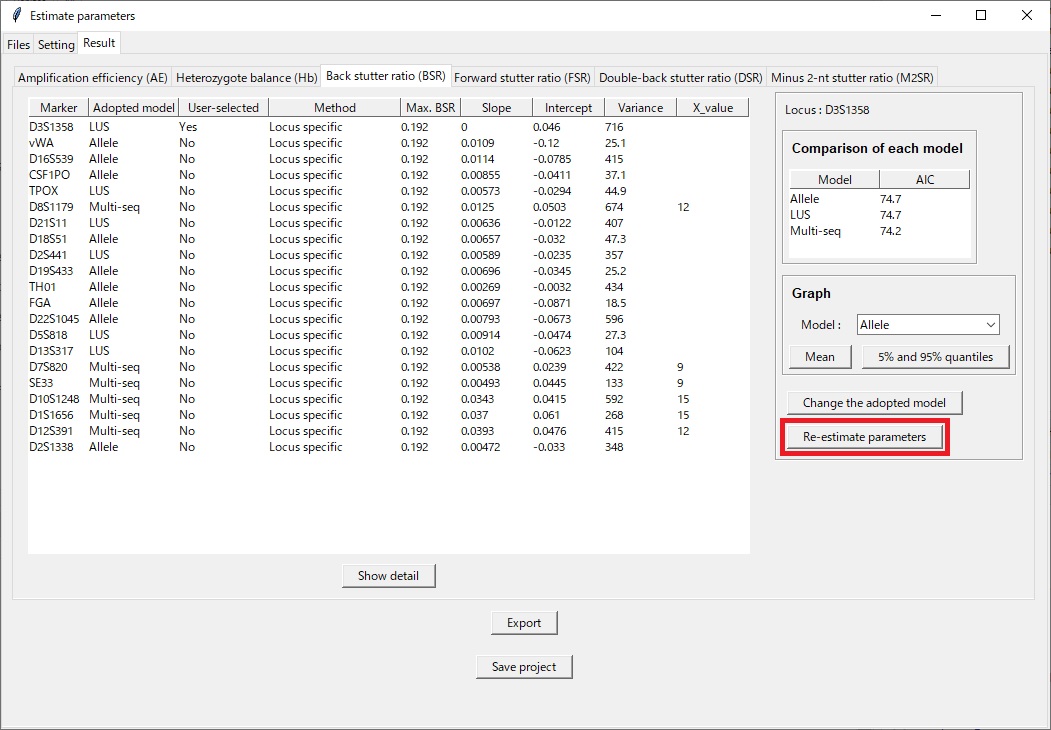 Estimate parameters
Files Setting Result
Amplification efficiency (AE) Heterozygote balance (Hb) Back stutter ratio (BSR) Forward stutter ratio (FSR) Double-back stutter ratio (DSR) Minus 2-nt stutter ratio (M2SR)
Marker Adopted model User-selected Method Max. BSR Slope Intercept Variance X_value
D3S1358 LUS Yes Locus specific 0.192 0 0.046 716
vWA Allele No Locus specific 0.192 0.0109 -0.12 25.1
D16S539 Allele No Locus specific 0.192 0.0114 -0.0785 415
CSF1PO Allele No Locus specific 0.192 0.00855 -0.0411 37.1
TPOX LUS No Locus specific 0.192 0.00573 -0.0294 44.9
D8S1179 Multi-seq No Locus specific 0.192 0.0125 0.0503 674 12
D21S11 LUS No Locus specific 0.192 0.00636 -0.0122 407
D18S51 Allele No Locus specific 0.192 0.00657 -0.032 47.3
D2S441 LUS No Locus specific 0.192 0.00589 -0.0235 357
D19S433 Allele No Locus specific 0.192 0.00696 -0.0345 25.2
TH01 Allele No Locus specific 0.192 0.00269 -0.0032 434
FGA Allele No Locus specific 0.192 0.00697 -0.0871 18.5
D22S1045 Allele No Locus specific 0.192 0.00793 -0.0673 596
D5S818 LUS No Locus specific 0.192 0.00914 -0.0474 27.3
D13S317 LUS No Locus specific 0.192 0.0102 -0.0623 104
D7S820 Multi-seq No Locus specific 0.192 0.00538 0.0239 422 9
SE33 Multi-seq No Locus specific 0.192 0.00493 0.0445 133 9
D10S1248 Multi-seq No Locus specific 0.192 0.0343 0.0415 592 15
D1S1656 Multi-seq No Locus specific 0.192 0.037 0.061 268 15
D12S391 Multi-seq No Locus specific 0.192 0.0393 0.0476 415 12
D2S1338 Allele No Locus specific 0.192 0.00472 -0.033 348
Show detail
Locus : D3S1358
Comparison of each model
Model AIC
Allele 74.7
LUS 74.7
Multi-seq 74.2
Graph
Model : Allele
Mean 5% and 95% quantiles
Change the adopted model
Re-estimate parameters
Export
Save project